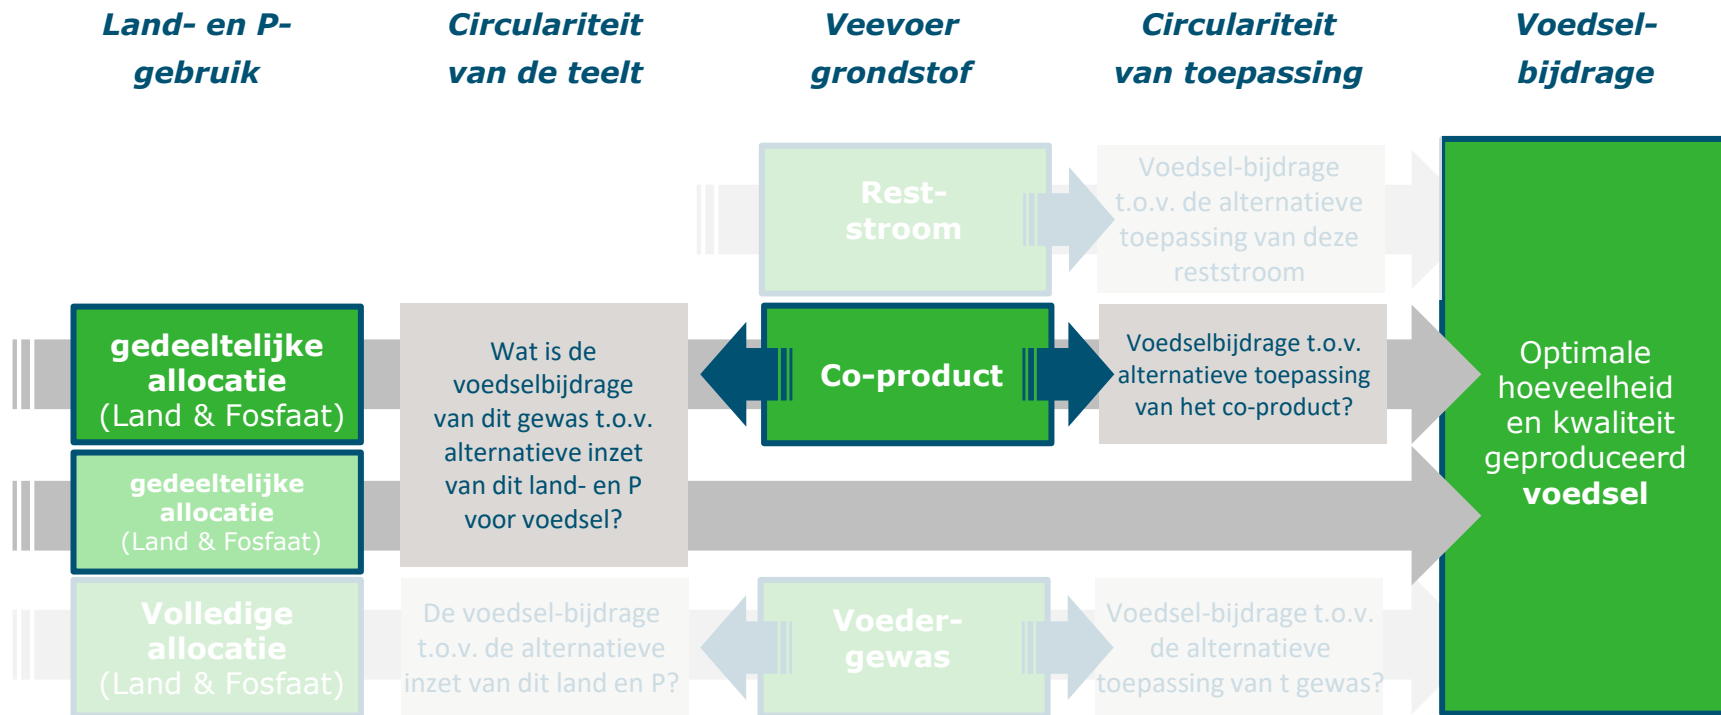 Land- en P-
gebruik
Circulariteit
van de teelt
Veevoer
grondstof
Circulariteit
van toepassing
Voedsel-
bijdrage
Rest-
stroom
Voedsel-bijdrage
t.o.v. de alternatieve
toepassing van deze
reststroom
gedeeltelijke
allocatie
(Land & Fosfaat)
Wat is de
voedselbijdrage
van dit gewas t.o.v.
alternatieve inzet
van dit land- en P
voor voedsel?
Co-product
Voedselbijdrage t.o.v.
alternatieve toepassing
van het co-product?
Optimale
hoeveelheid
en kwaliteit
geproduceerd
voedsel
gedeeltelijke
allocatie
(Land & Fosfaat)
Volledige
allocatie
(Land & Fosfaat)
De voedsel-bijdrage
t.o.v. de alternatieve
inzet van dit land en P?
Voeder-
gewas
Voedsel-bijdrage t.o.v.
de alternatieve
toepassing van t gewas?